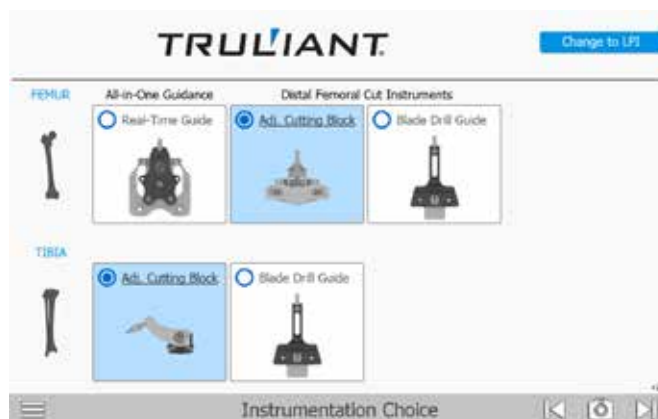 TRULIANT.
Change to LPI
FEMUR
All-in-One Guidance
Distal Femoral Cut Instruments
Real-Time Guide
Adj. Cutting Block
Blade Drill Guide
TIBIA
Adj. Cutting Block
Blade Drill Guide
Instrumentation Choice